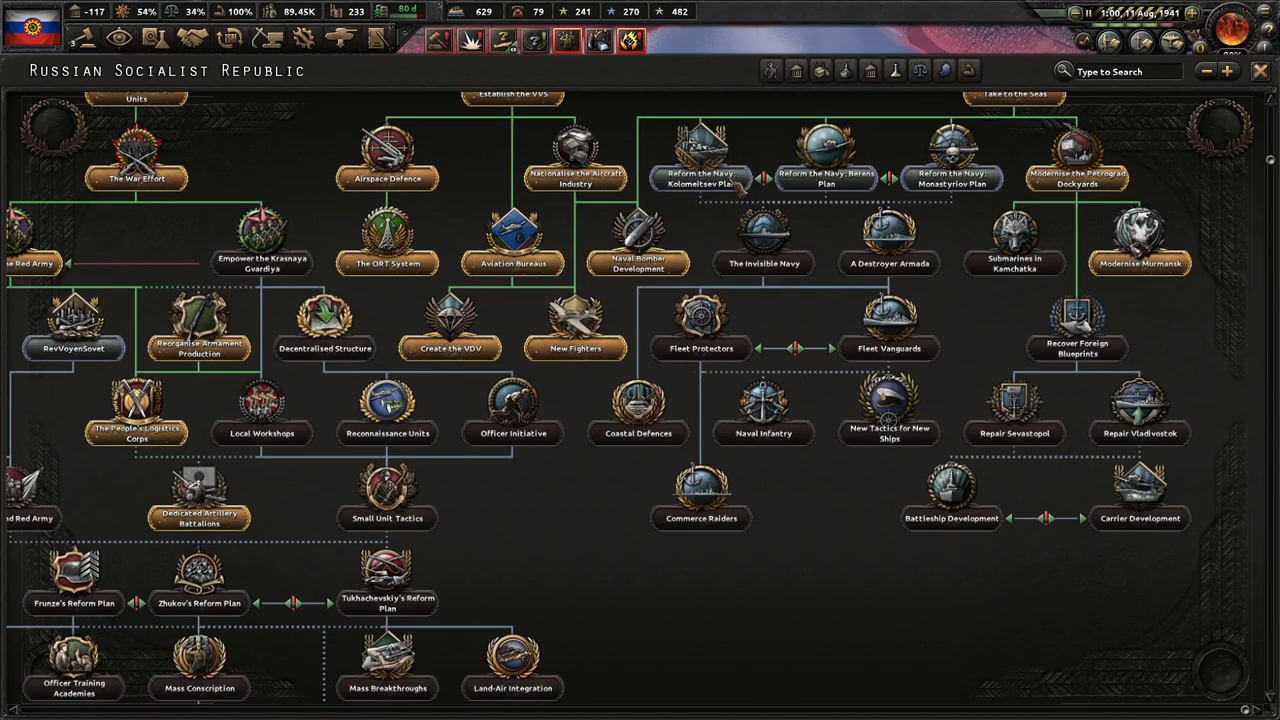 -117
54%
34%
100%
89.45K
233
80 d
629
79
241
270
482
1:00, 11 Aug, 1941
Russian Socialist Republic
Type to Search
Units
Establish the VVS
Take to the Seas
The War Effort
Airspace Defence
Nationalise the Aircraft
Industry
Reform the Navy:
Kolomeitsev Plan
Reform the Navy: Berens
Plan
Reform the Navy:
Monastyriov Plan
Modernise the Petrograd
Dockyards
he Red Army
Empower the Krasnaya
Gvardiya
The ORT System
Aviation Bureaus
Naval Bomber
Development
The Invisible Navy
A Destroyer Armada
Submarines in
Kamchatka
Modernise Murmansk
RevVoyenSovet
Reorganise Armament
Production
Decentralised Structure
Create the VDV
New Fighters
Fleet Protectors
Fleet Vanguards
Recover Foreign
Blueprints
The People's Logistics
Corps
Local Workshops
Reconnaissance Units
Officer Initiative
Coastal Defences
Naval Infantry
New Tactics for New
Ships
Repair Sevastopol
Repair Vladivostok
nd Red Army
Dedicated Artillery
Battalions
Small Unit Tactics
Commerce Raiders
Battleship Development
Carrier Development
Frunze's Reform Plan
Zhukov's Reform Plan
Tukhachevskiy's Reform
Plan
Officer Training
Academies
Mass Conscription
Mass Breakthroughs
Land-Air Integration